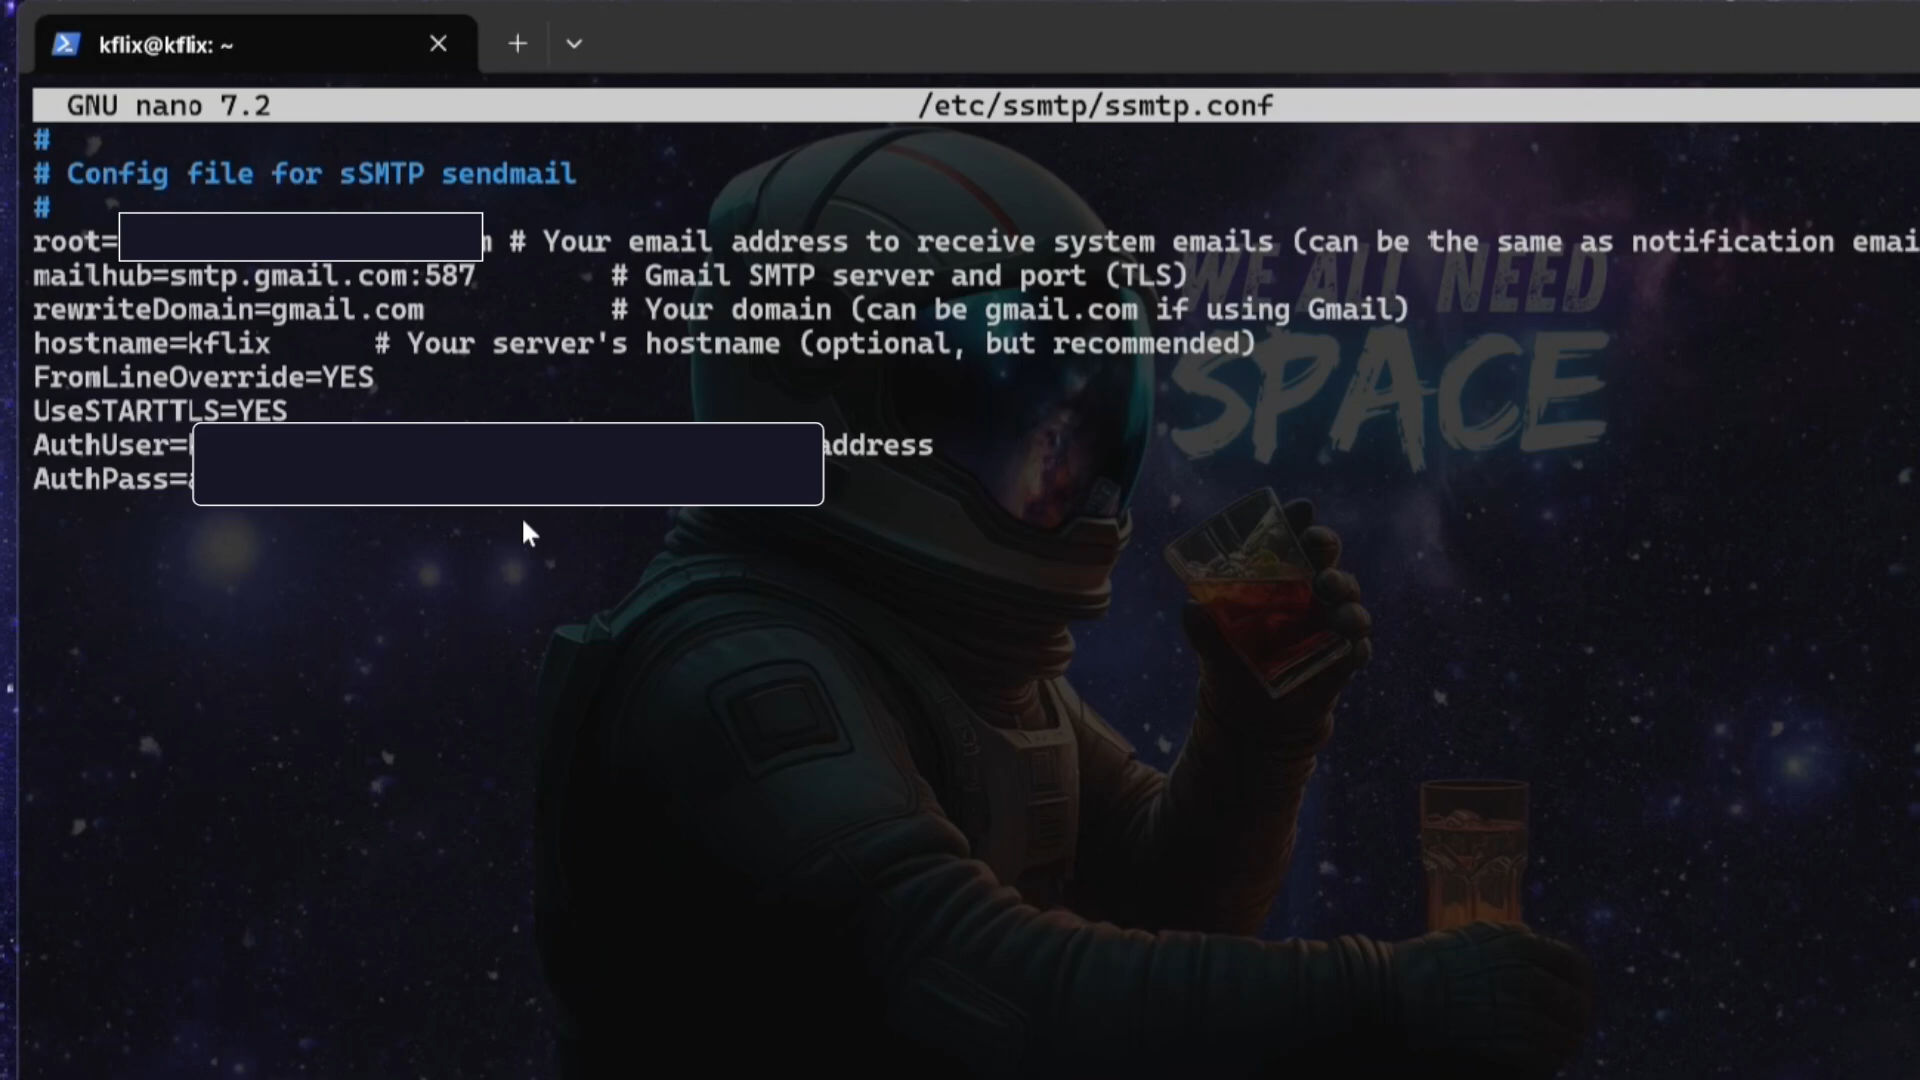 kflix@kflix: ~
GNU nano 7.2 /etc/ssmtp/ssmtp.conf
#
# Config file for sSMTP sendmail
#
root= # Your email address to receive system emails (can be the same as notification emai
mailhub=smtp.gmail.com:587 # Gmail SMTP server and port (TLS)
rewriteDomain=gmail.com # Your domain (can be gmail.com if using Gmail)
hostname=kflix # Your server's hostname (optional, but recommended)
FromLineOverride=YES
UseSTARTTLS=YES
AuthUser= address
AuthPass=
WE ALL NEED
SPACE